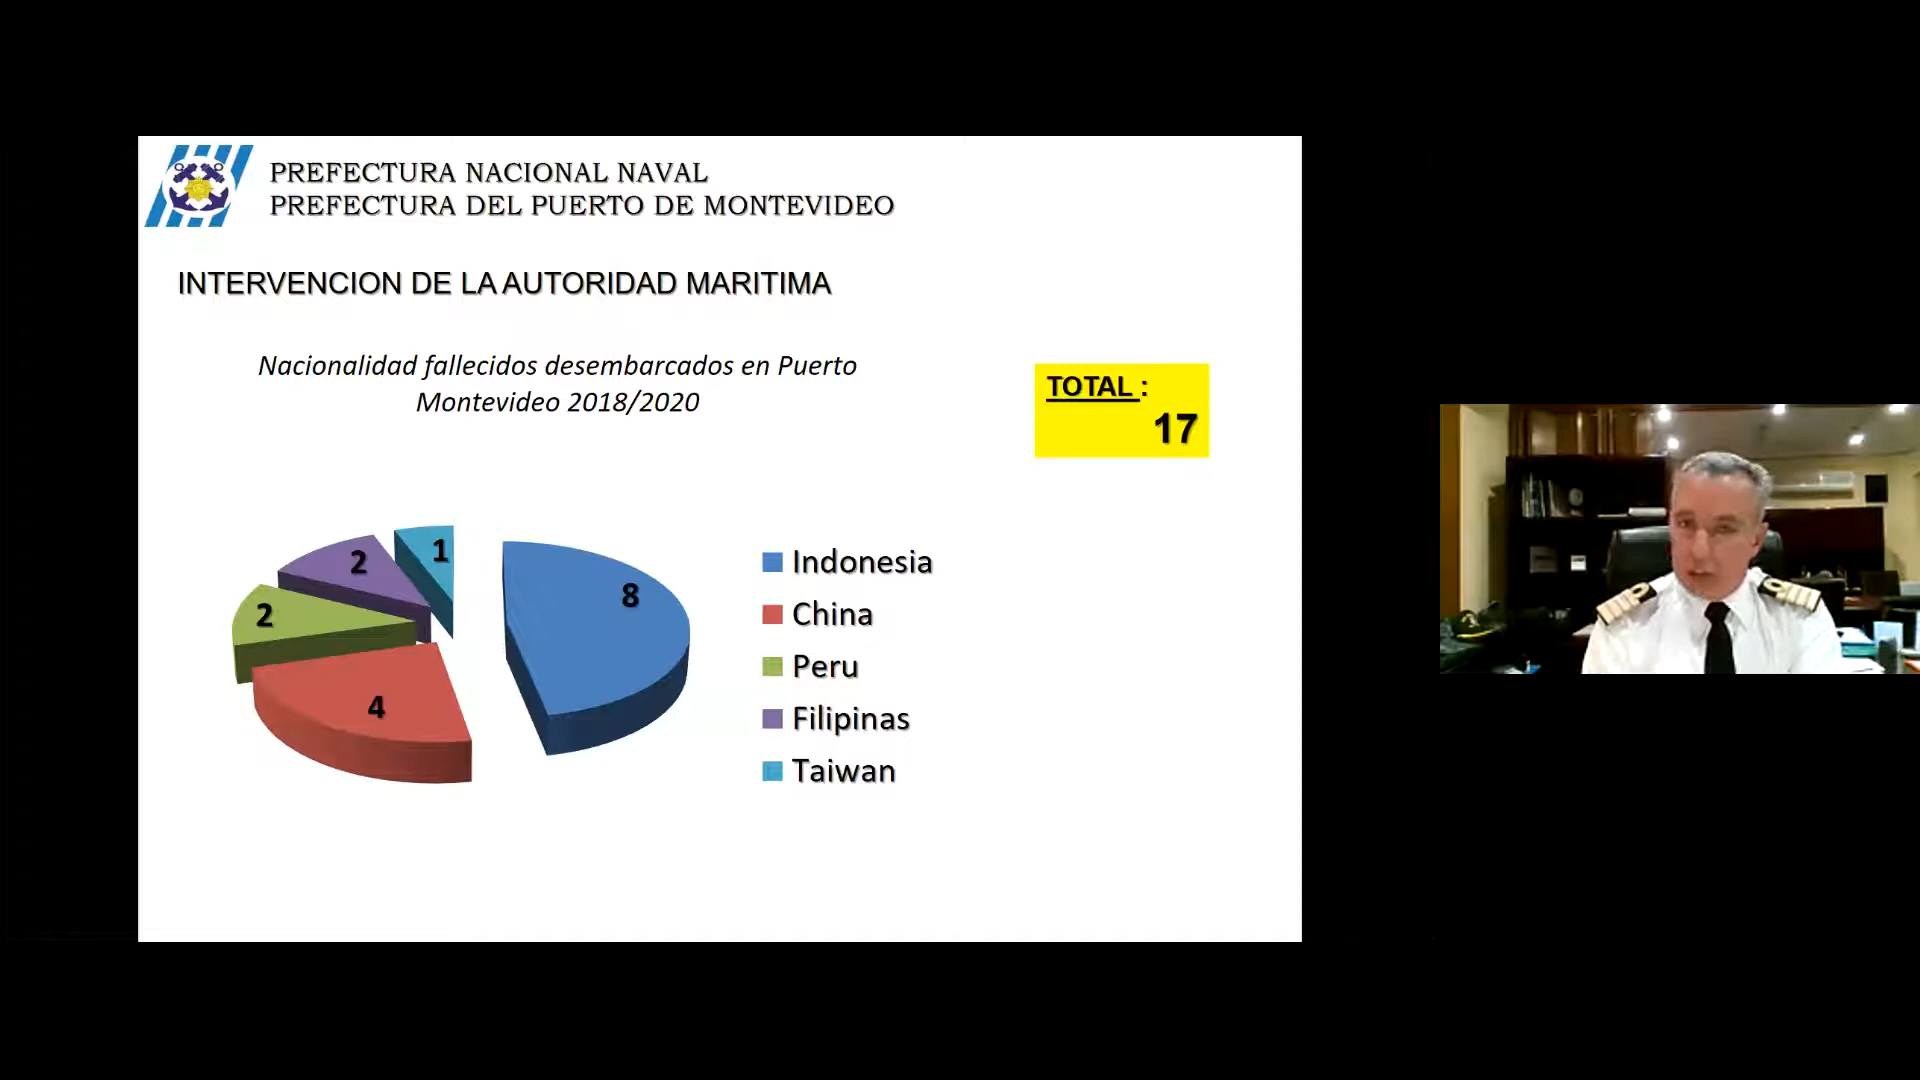 PREFECTURA NACIONAL NAVAL
PREFECTURA DEL PUERTO DE MONTEVIDEO
INTERVENCION DE LA AUTORIDAD MARITIMA
Nacionalidad fallecidos desembarcados en Puerto
Montevideo 2018/2020
TOTAL :
17
1
2
2
8
4
Indonesia
China
Peru
Filipinas
Taiwan